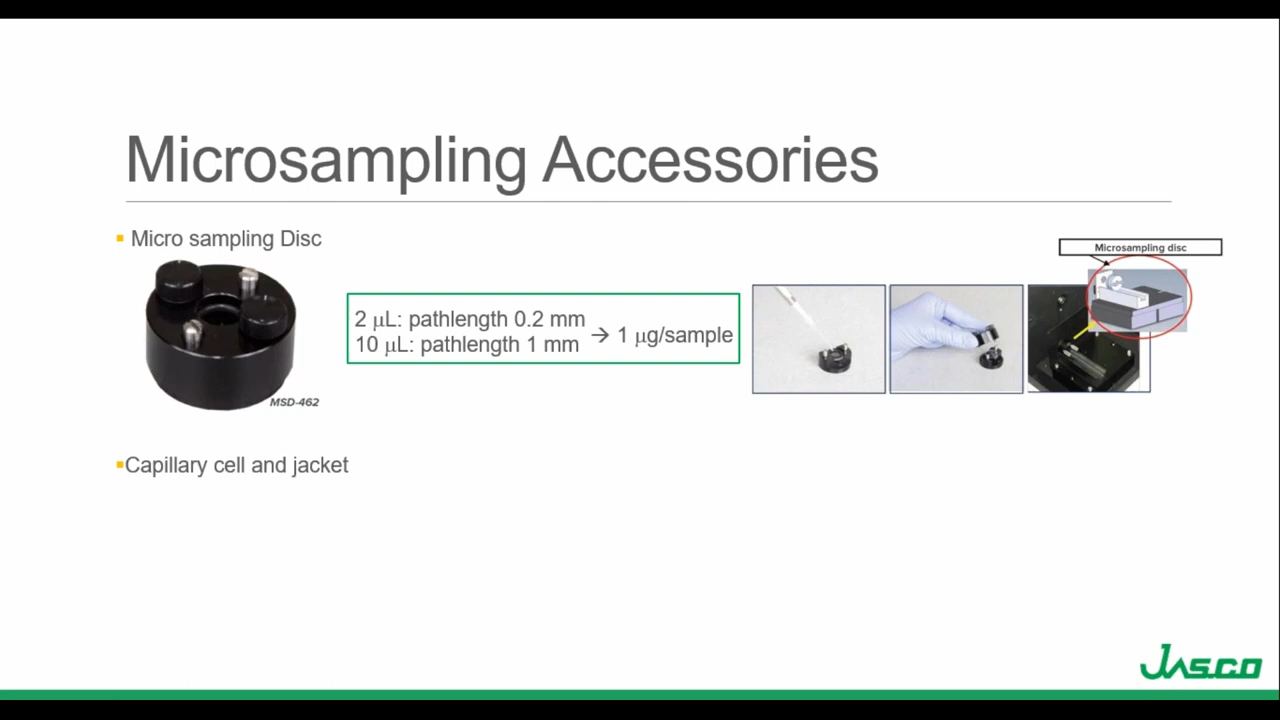 Microsampling Accessories
Micro sampling Disc
Microsampling disc
2 μL: pathlength 0.2 mm
10 μL: pathlength 1 mm
→ 1 μg/sample
MSD-462
Capillary cell and jacket
JASCO